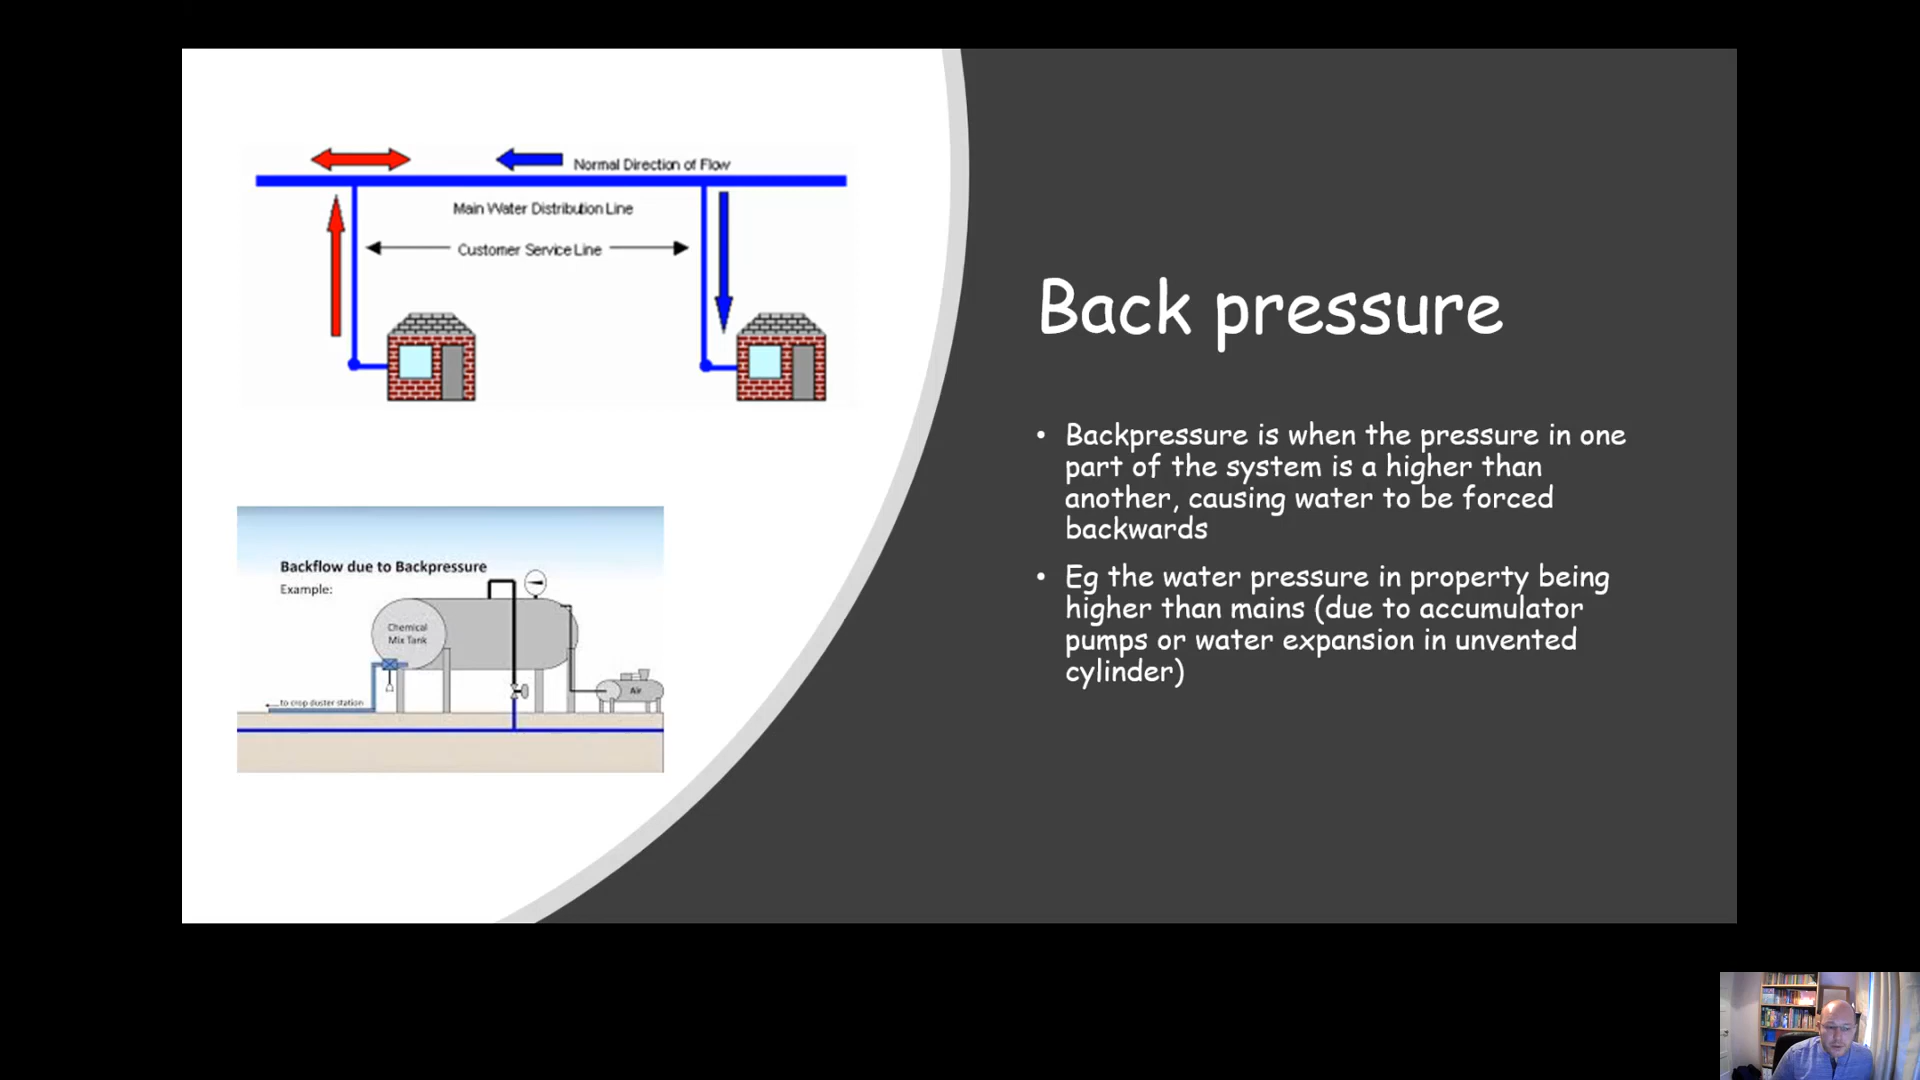 Normal Direction of Flow
Main Water Distribution Line
Customer Service Line
Backflow due to Backpressure
Example:
Chemical
Mix Tank
Air
to crop duster station
Back pressure
• Backpressure is when the pressure in one
part of the system is a higher than
another, causing water to be forced
backwards
• Eg the water pressure in property being
higher than mains (due to accumulator
pumps or water expansion in unvented
cylinder)